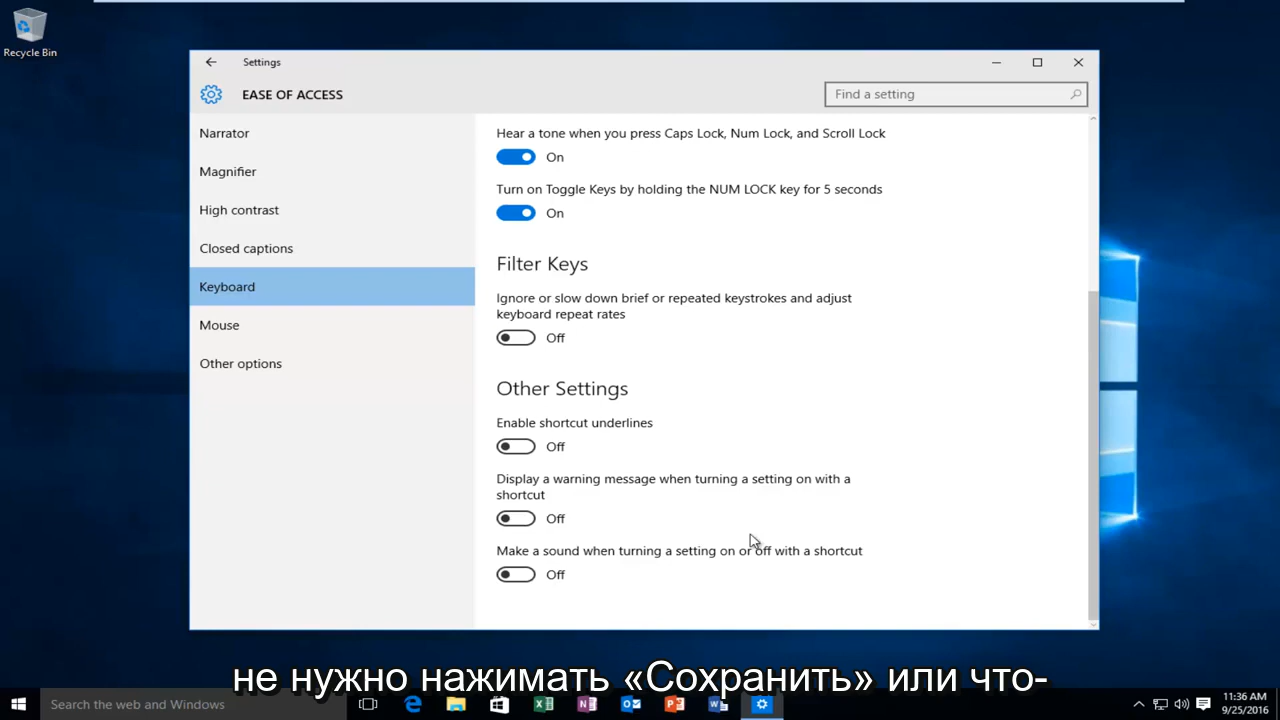 Recycle Bin
Settings
EASE OF ACCESS
Find a setting
Narrator
Magnifier
High contrast
Closed captions
Keyboard
Mouse
Other options
Hear a tone when you press Caps Lock, Num Lock, and Scroll Lock
On
Turn on Toggle Keys by holding the NUM LOCK key for 5 seconds
On
Filter Keys
Ignore or slow down brief or repeated keystrokes and adjust
keyboard repeat rates
Off
Other Settings
Enable shortcut underlines
Off
Display a warning message when turning a setting on with a
shortcut
Off
Make a sound when turning a setting on or off with a shortcut
Off
не нужно нажимать «Сохранить» или что-
Search the web and Windows
11:36 AM
9/25/2016